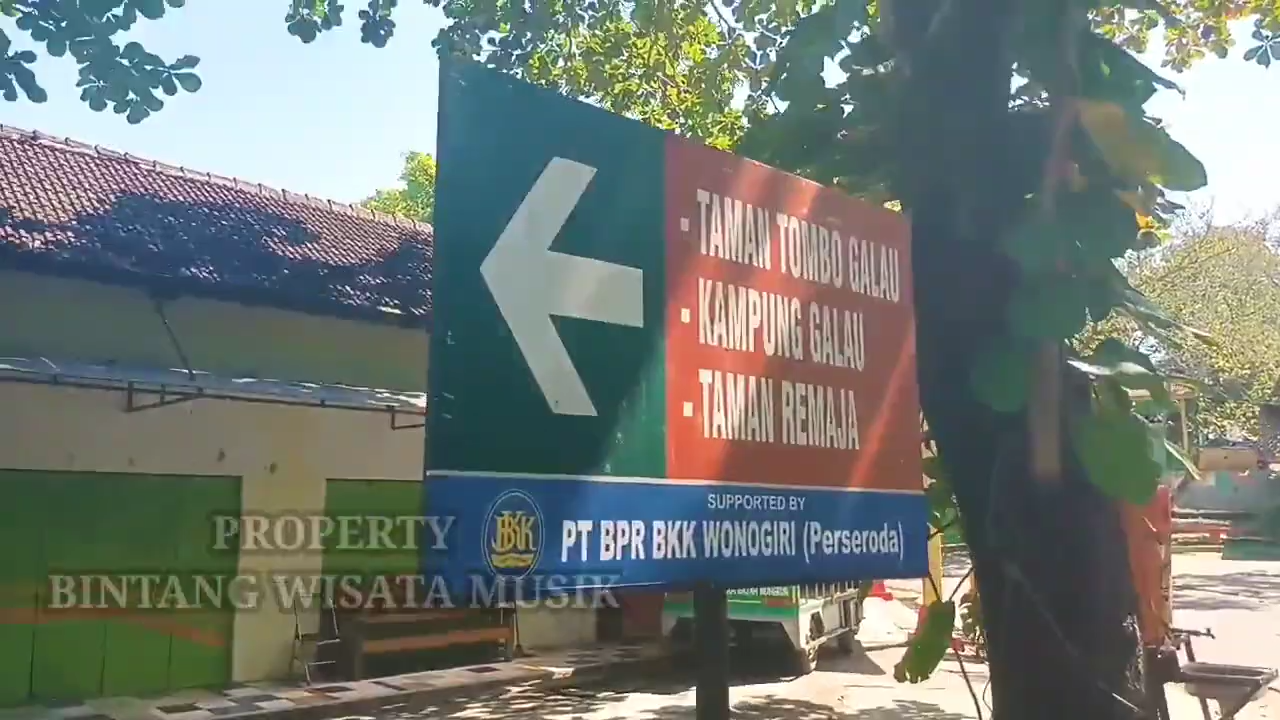 - TAMAN TOMBO GALAU
- KAMPUNG GALAU
- TAMAN REMAJA
SUPPORTED BY
BKK
PT BPR BKK WONOGIRI (Perseroda)
PROPERTY
BINTANG WISATA MUSIK